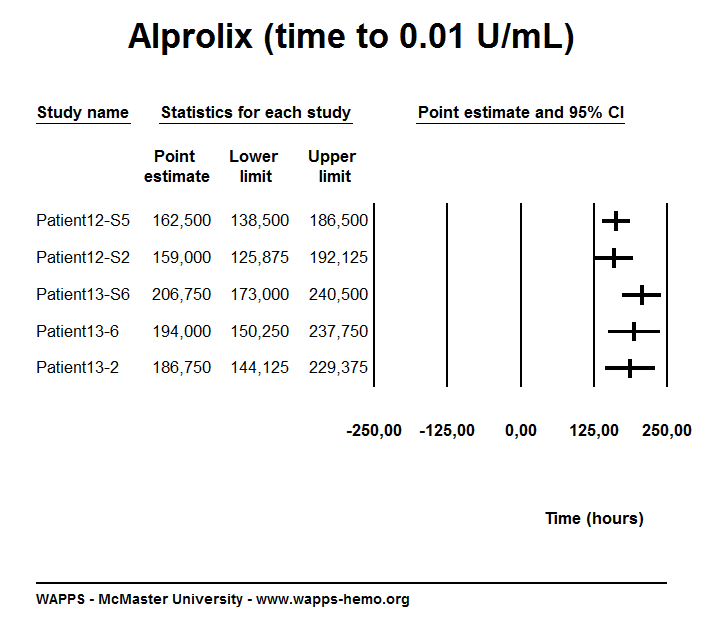 Alprolix (time to 0.01 U/mL)
Study name Statistics for each study Point estimate and 95% CI
Point Lower Upper
estimate limit limit
Patient12-S5 162,500 138,500 186,500
Patient12-S2 159,000 125,875 192,125
Patient13-S6 206,750 173,000 240,500
Patient13-6 194,000 150,250 237,750
Patient13-2 186,750 144,125 229,375
-250,00 -125,00 0,00 125,00 250,00
Time (hours)
WAPPS - McMaster University - www.wapps-hemo.org